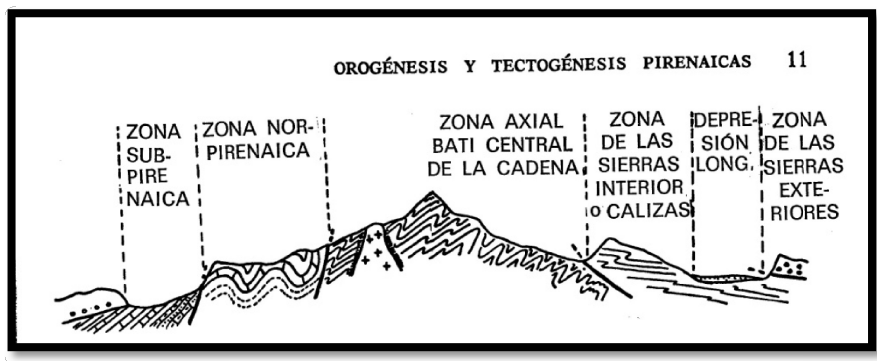 OROGÉNESIS Y TECTOGÉNESIS PIRENAICAS 11
ZONA
SUB-
PIRE
NAICA
ZONA NOR-
PIRENAICA
ZONA AXIAL
BATI CENTRAL
DE LA CADENA
ZONA
DE LAS
SIERRAS
INTERIOR
o CALIZAS
DEPRE-
SIÓN
LONG.
ZONA
DE LAS
SIERRAS
EXTE-
RIORES